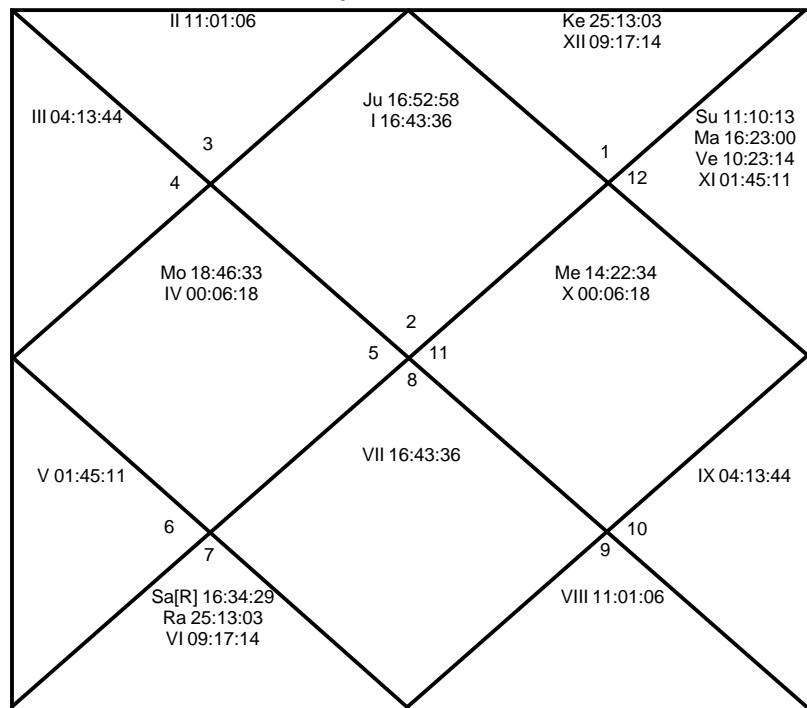 II 11:01:06
Ke 25:13:03
XII 09:17:14
Ju 16:52:58
I 16:43:36
III 04:13:44
Su 11:10:13
Ma 16:23:00
Ve 10:23:14
XI 01:45:11
3
1
4
12
Mo 18:46:33
IV 00:06:18
Me 14:22:34
X 00:06:18
2
5
11
8
VII 16:43:36
V 01:45:11
IX 04:13:44
6
10
7
9
Sa[R] 16:34:29
Ra 25:13:03
VI 09:17:14
VIII 11:01:06